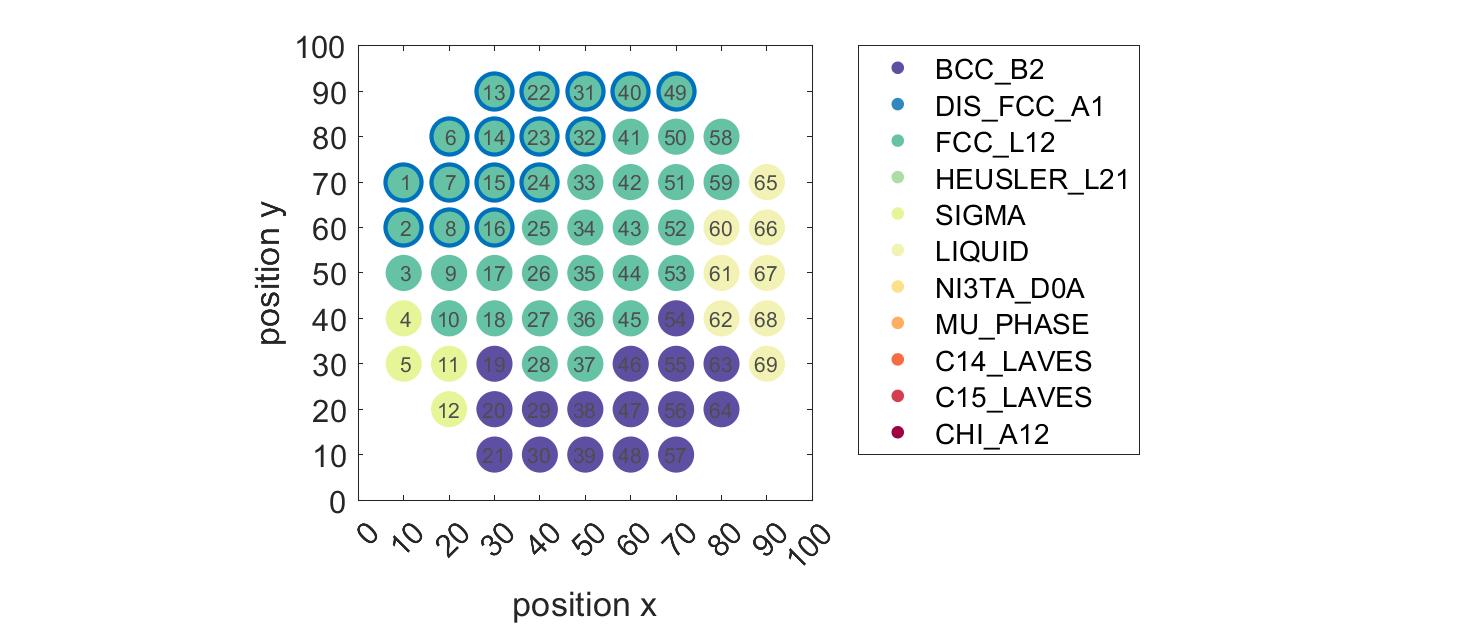 100
90
80
70
60
50
40
30
20
10
0
position y
13 22 31 40 49
6 14 23 32 41 50 58
1 7 15 24 33 42 51 59 65
2 8 16 25 34 43 52 60 66
3 9 17 26 35 44 53 61 67
4 10 18 27 36 45 54 62 68
5 11 19 28 37 46 55 63 69
12 20 29 38 47 56 64
21 30 39 48 57
0 10 20 30 40 50 60 70 80 90 100
position x
BCC_B2
DIS_FCC_A1
FCC_L12
HEUSLER_L21
SIGMA
LIQUID
NI3TA_D0A
MU_PHASE
C14_LAVES
C15_LAVES
CHI_A12